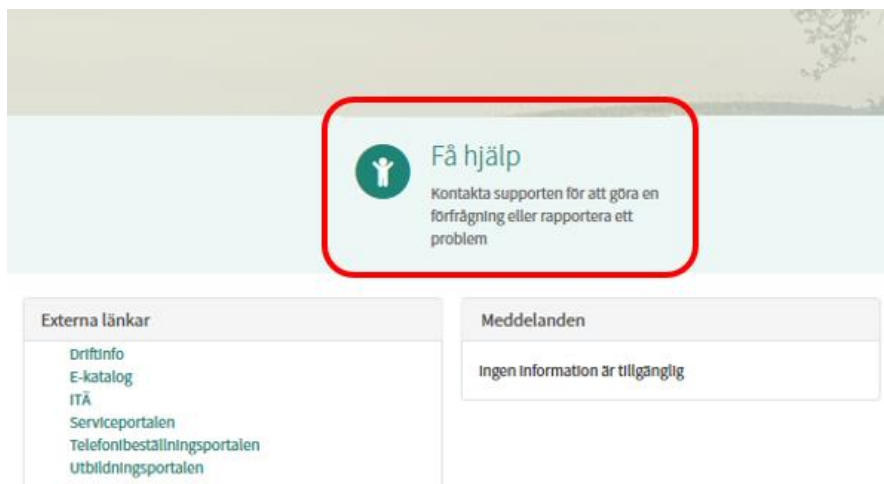 Få hjälp
Kontakta supporten för att göra en
förfrågning eller rapportera ett
problem
Externa länkar
Driftinfo
E-katalog
ITÄ
Serviceportalen
Telefonibeställningsportalen
Utbildningsportalen
Meddelanden
Ingen information är tillgänglig